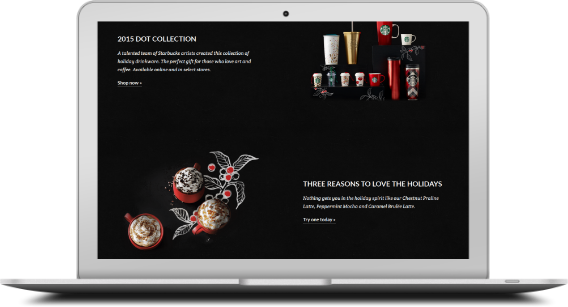 2015 DOT COLLECTION
A talented team of Starbucks artists created this collection of
holiday drinkware. The perfect gift for those who love art and
coffee. Available online and in select stores.
Shop now »
THREE REASONS TO LOVE THE HOLIDAYS
Nothing gets you in the holiday spirit like our Chestnut Praline
Latte, Peppermint Mocha and Caramel Brulée Latte.
Try one today »